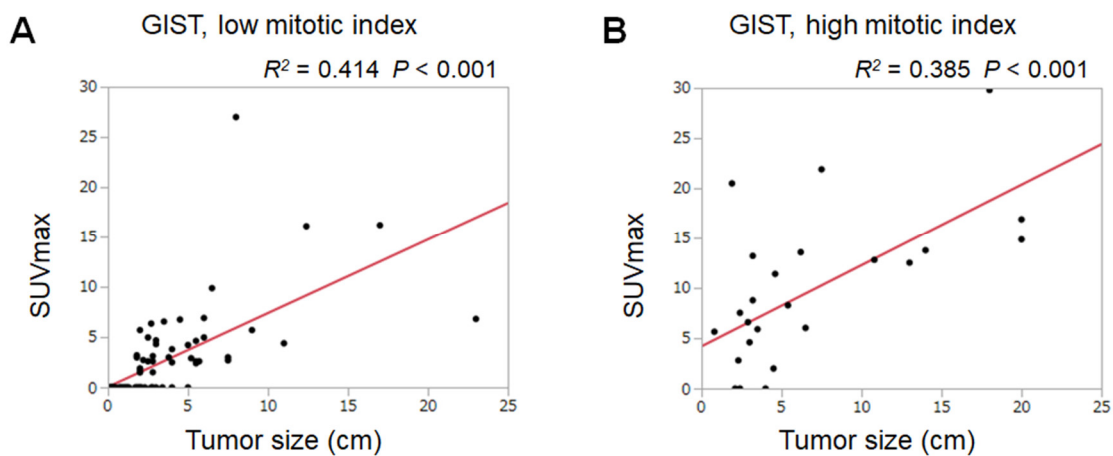 A
GIST, low mitotic index
R² = 0.414 P < 0.001
30
25
20
15
10
5
0
0 5 10 15 20 25
SUVmax
Tumor size (cm)
B
GIST, high mitotic index
R² = 0.385 P < 0.001
30
25
20
15
10
5
0
0 5 10 15 20 25
SUVmax
Tumor size (cm)